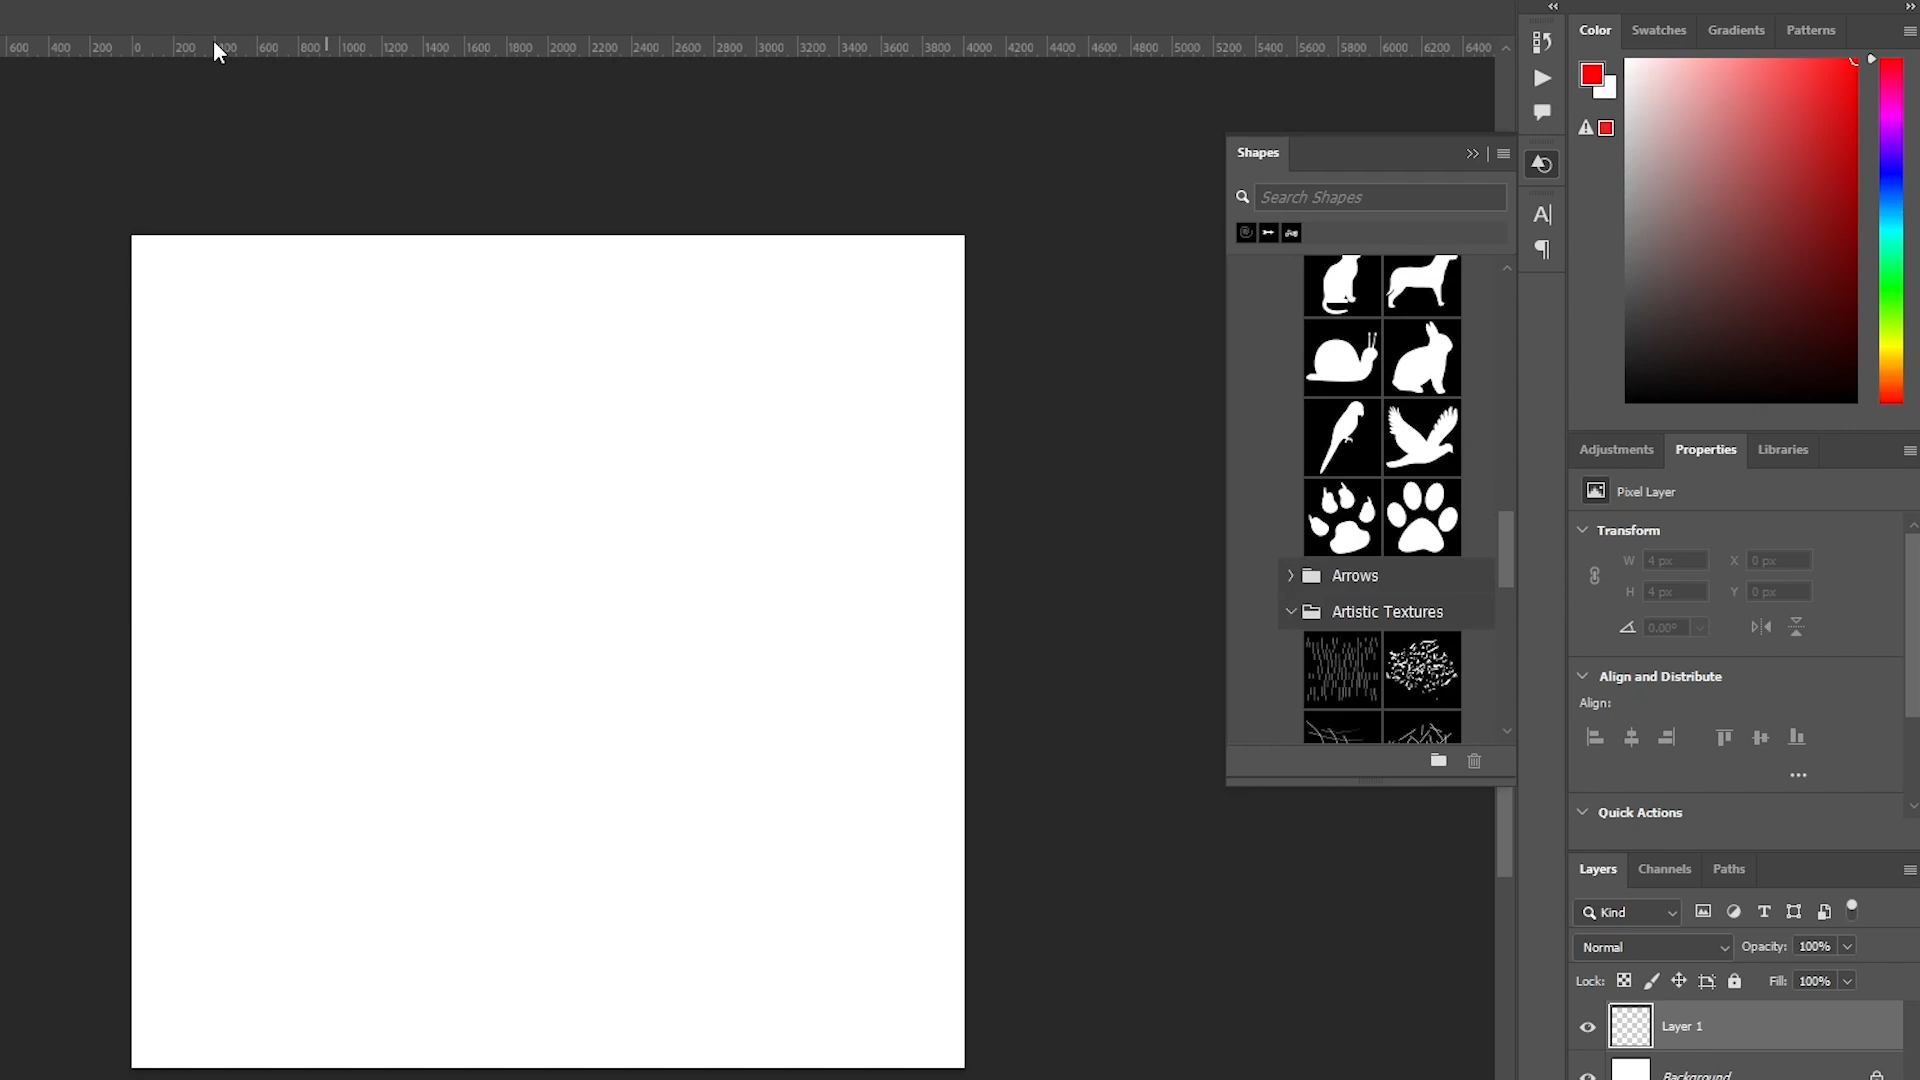 600 400 200 0 200 400 600 800 1000 1200 1400 1600 1800 2000 2200 2400 2600 2800 3000 3200 3400 3600 3800 4000 4200 4400 4600 4800 5000 5200 5400 5600 5800 6000 6200 6400
Color Swatches Gradients Patterns
Shapes
Search Shapes
Arrows
Artistic Textures
Adjustments Properties Libraries
Pixel Layer
Transform
W 4 px X 0 px
H 4 px Y 0 px
0.00°
Align and Distribute
Align:
Quick Actions
Layers Channels Paths
Kind
Normal Opacity: 100%
Lock: Fill: 100%
Layer 1
Background